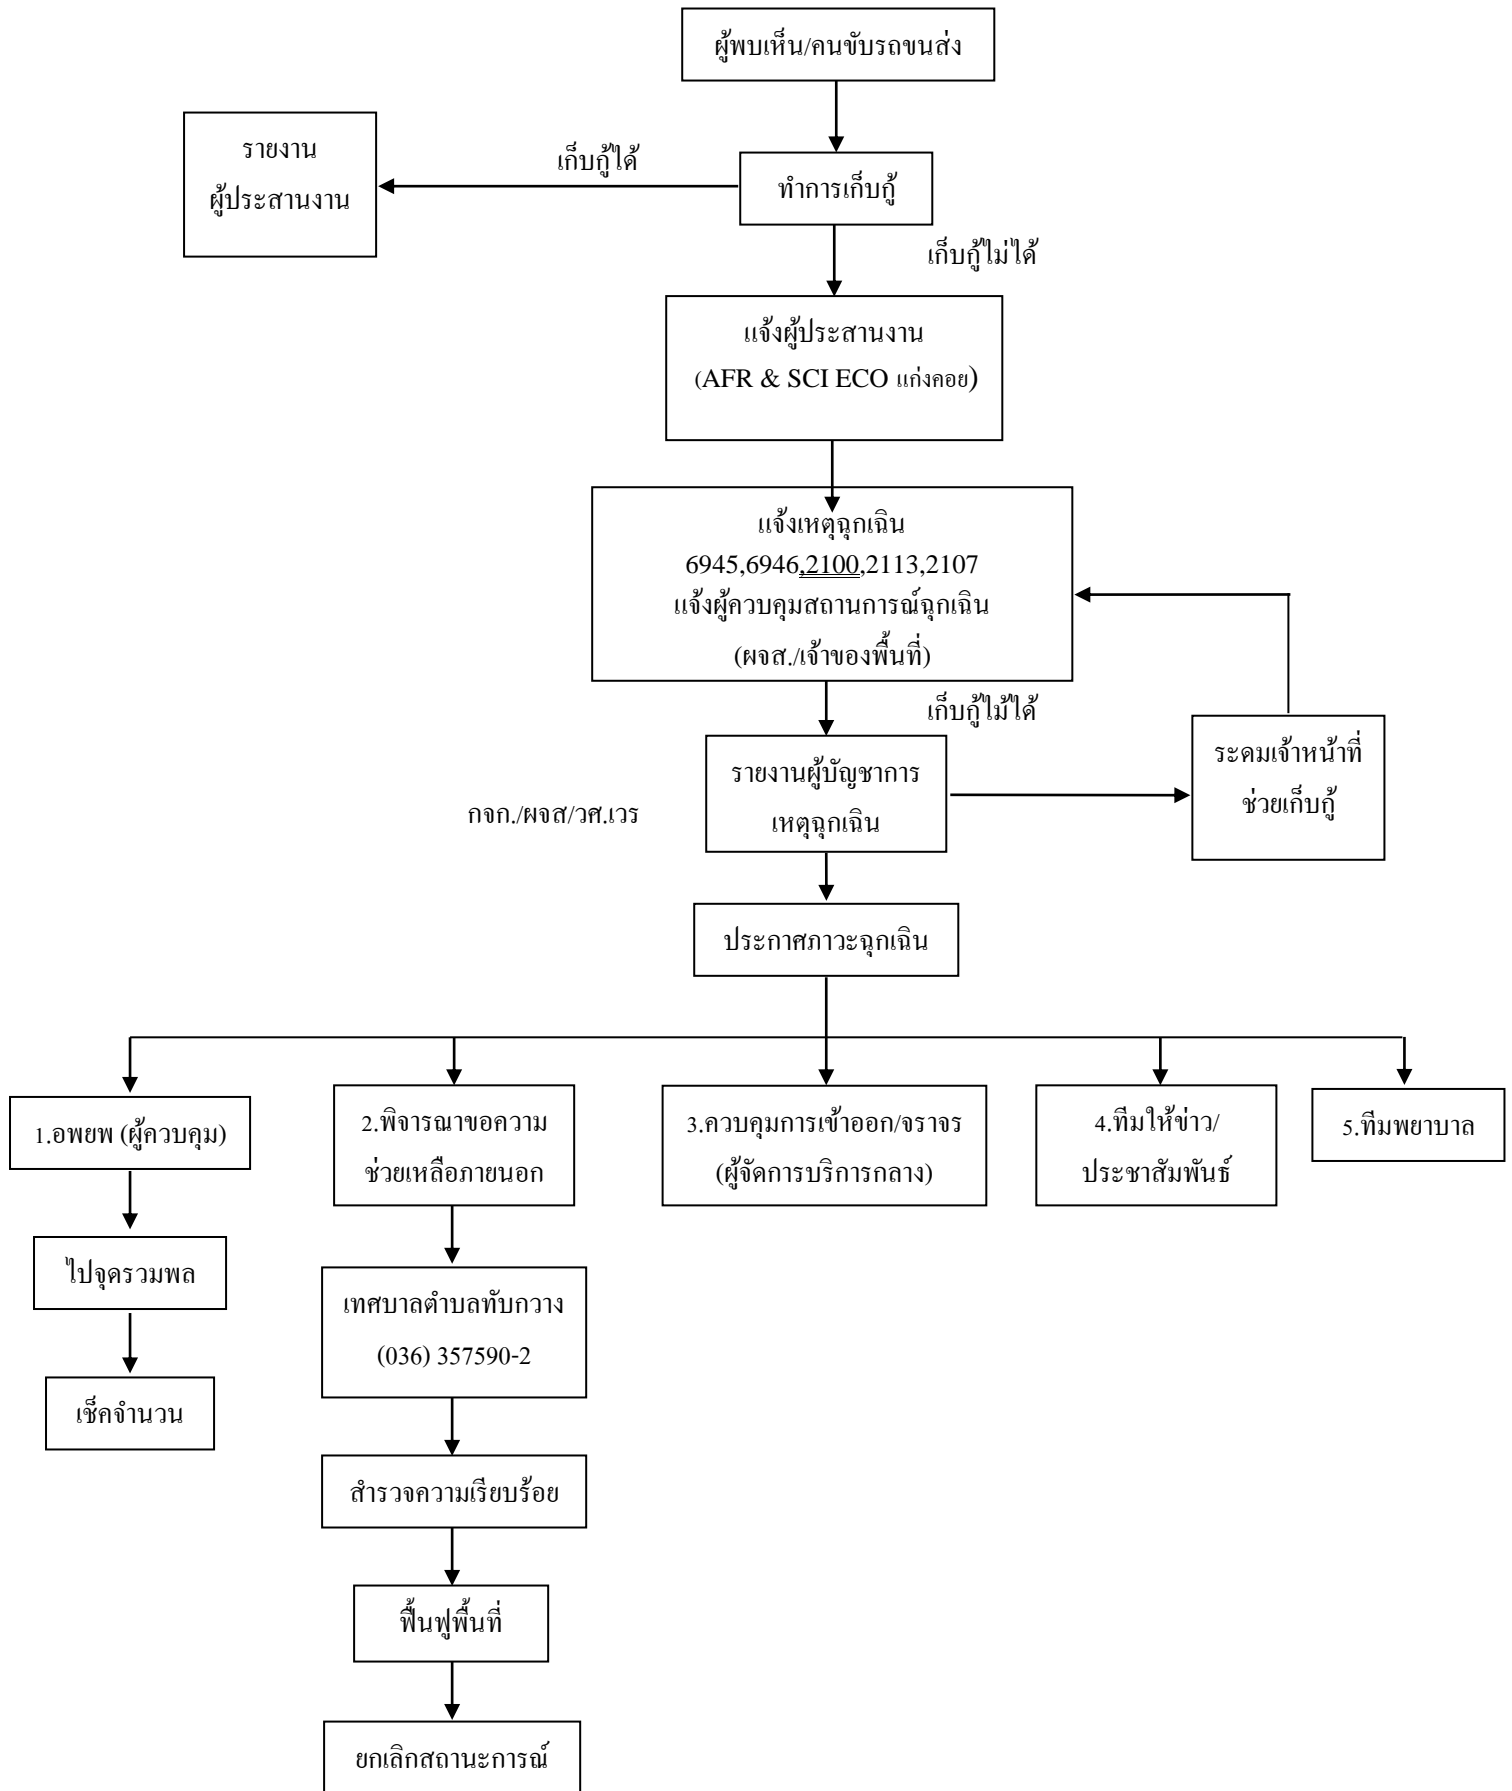 ผู้พบเห็น/คนขับรถขนส่ง
รายงาน
ผู้ประสานงาน
เก็บกู้ได้
ทำการเก็บกู้
เก็บกู้ไม่ได้
แจ้งผู้ประสานงาน
(AFR & SCI ECO แก่งคอย)
แจ้งเหตุฉุกเฉิน
6945,6946,2100,2113,2107
แจ้งผู้ควบคุมสถานการณ์ฉุกเฉิน
(ผจส./เจ้าของพื้นที่)
เก็บกู้ไม้ได้
รายงานผู้บัญชาการ
เหตุฉุกเฉิน
กจก./ผจส/วศ.เวร
ระดมเจ้าหน้าที่
ช่วยเก็บกู้
ประกาศภาวะฉุกเฉิน
1.อพยพ (ผู้ควบคุม)
2.พิจารณาขอความ
ช่วยเหลือภายนอก
3.ควบคุมการเข้าออก/จราจร
(ผู้จัดการบริการกลาง)
4.ทีมให้ข่าว/
ประชาสัมพันธ์
5.ทีมพยาบาล
ไปจุดรวมพล
เทศบาลตำบลทับกวาง
(036) 357590-2
เช็คจำนวน
สำรวจความเรียบร้อย
ฟื้นฟูพื้นที่
ยกเลิกสถานะการณ์